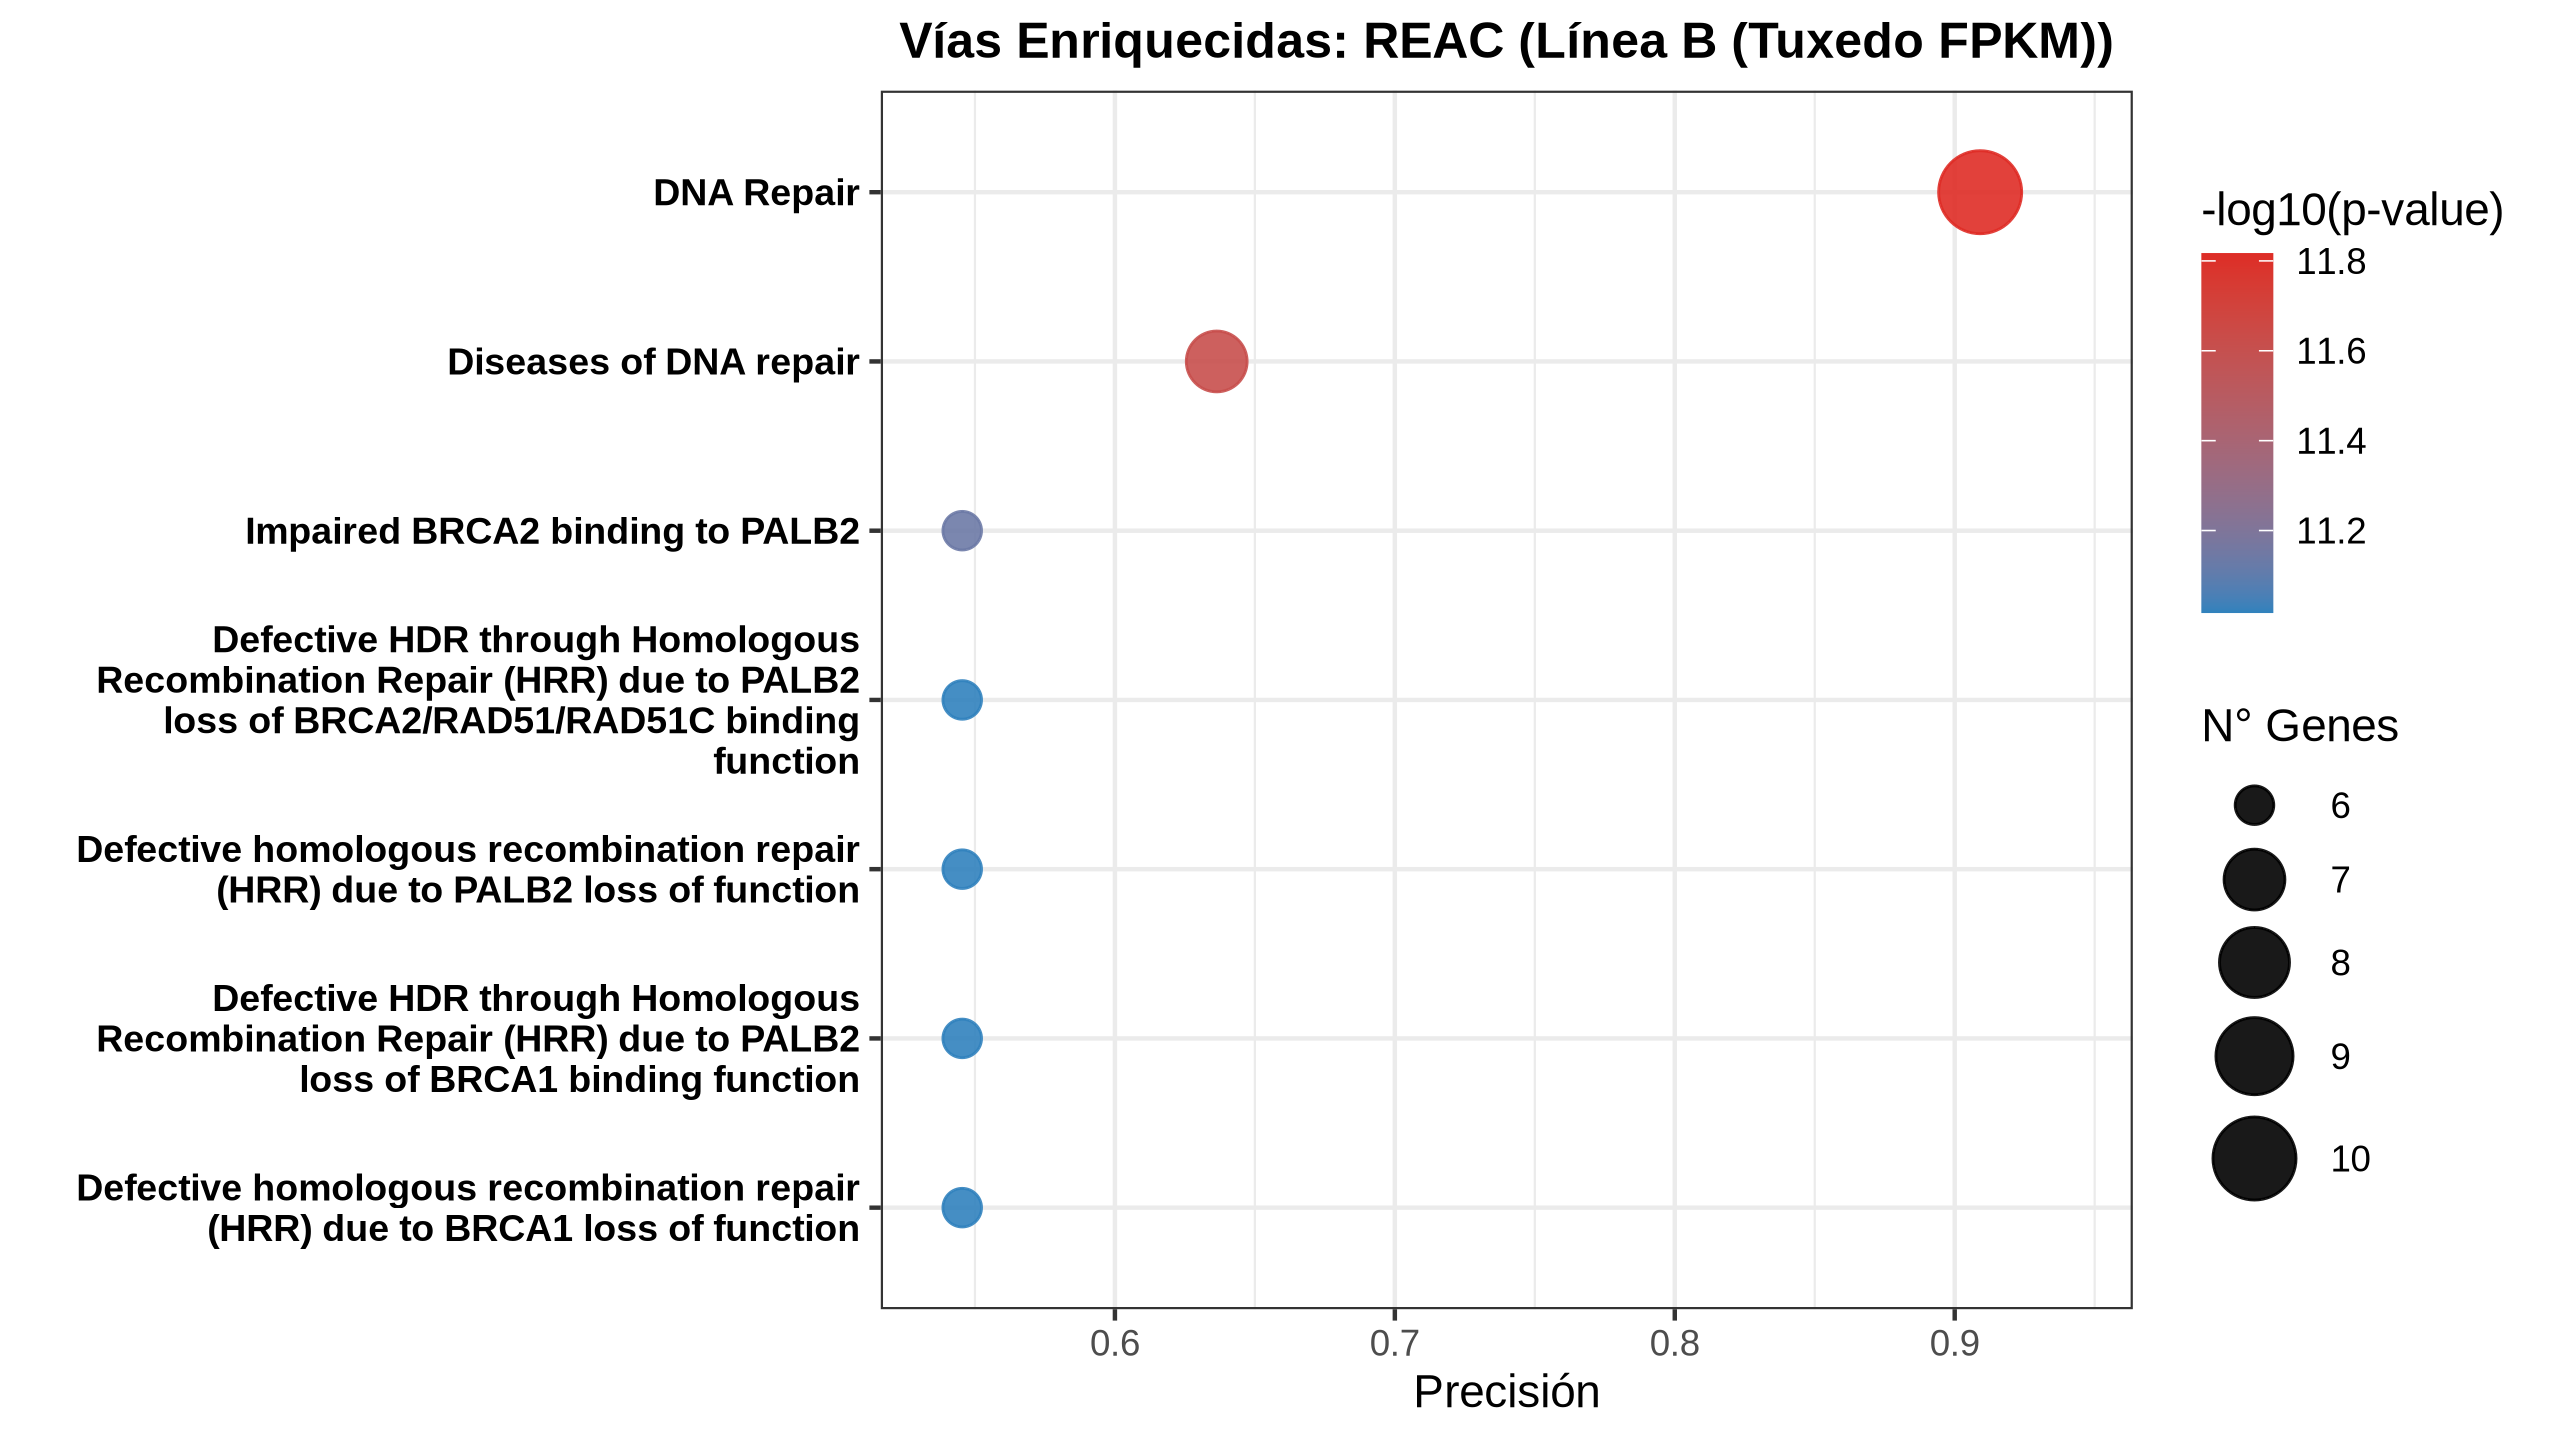 Vías Enriquecidas: REAC (Línea B (Tuxedo FPKM))
DNA Repair
Diseases of DNA repair
Impaired BRCA2 binding to PALB2
Defective HDR through Homologous
Recombination Repair (HRR) due to PALB2
loss of BRCA2/RAD51/RAD51C binding
function
Defective homologous recombination repair
(HRR) due to PALB2 loss of function
Defective HDR through Homologous
Recombination Repair (HRR) due to PALB2
loss of BRCA1 binding function
Defective homologous recombination repair
(HRR) due to BRCA1 loss of function
0.6
0.7
0.8
0.9
Precisión
-log10(p-value)
11.8
11.6
11.4
11.2
N° Genes
6
7
8
9
10